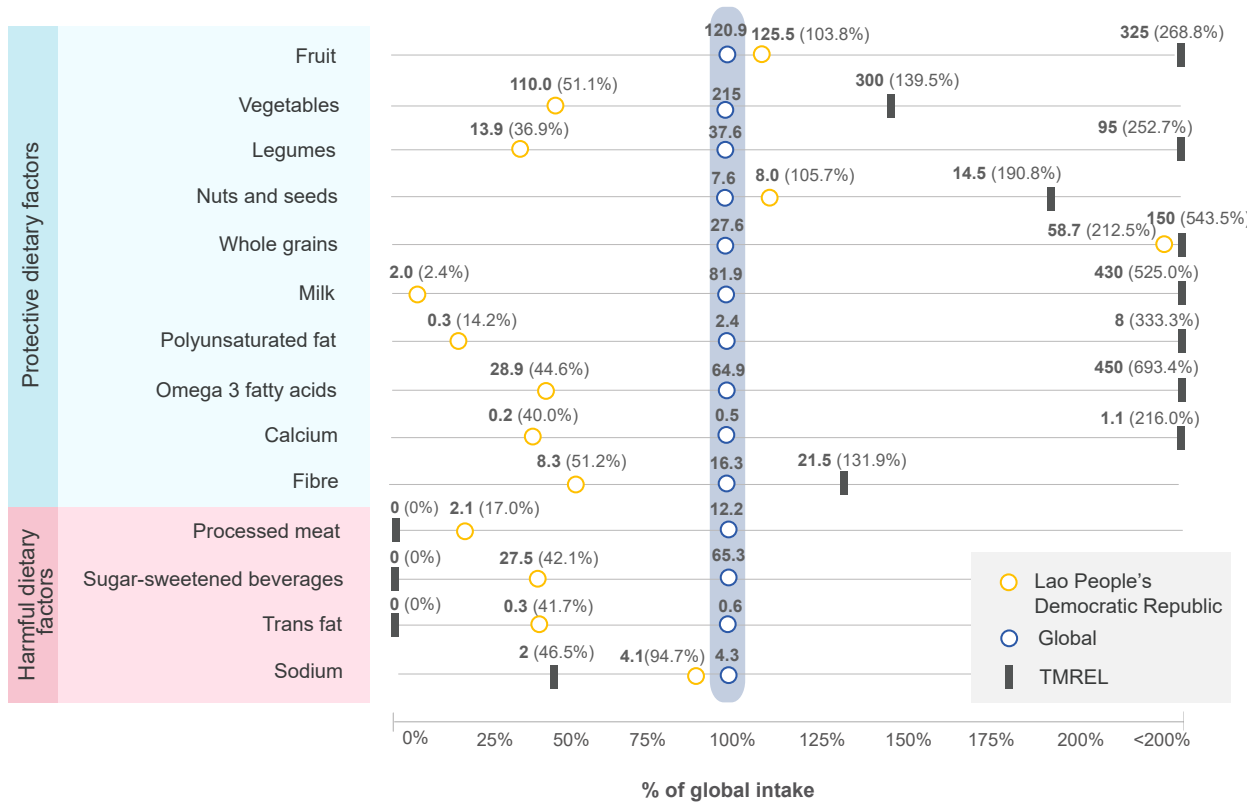 Protective dietary factors
Fruit
120.9
125.5 (103.8%)
325 (268.8%)
Vegetables
110.0 (51.1%)
215
300 (139.5%)
Legumes
13.9 (36.9%)
37.6
95 (252.7%)
Nuts and seeds
7.6
8.0 (105.7%)
14.5 (190.8%)
Whole grains
27.6
58.7 (212.5%)
150 (543.5%)
Milk
2.0 (2.4%)
81.9
430 (525.0%)
Polyunsaturated fat
0.3 (14.2%)
2.4
8 (333.3%)
Omega 3 fatty acids
28.9 (44.6%)
64.9
450 (693.4%)
Calcium
0.2 (40.0%)
0.5
1.1 (216.0%)
Fibre
8.3 (51.2%)
16.3
21.5 (131.9%)
Harmful dietary
factors
Processed meat
0 (0%)
2.1 (17.0%)
12.2
Sugar-sweetened beverages
0 (0%)
27.5 (42.1%)
65.3
Trans fat
0 (0%)
0.3 (41.7%)
0.6
Sodium
2 (46.5%)
4.1(94.7%)
4.3
Lao People's
Democratic Republic
Global
TMREL
0% 25% 50% 75% 100% 125% 150% 175% 200% <200%
% of global intake